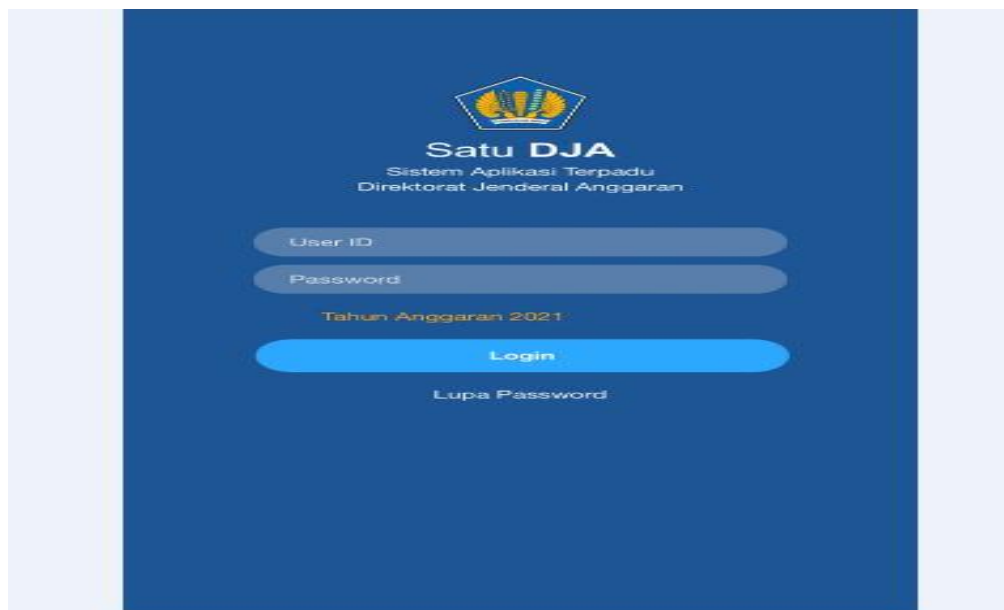 Satu DJA
Sistem Aplikasi Terpadu
Direktorat Jenderal Anggaran
User ID
Password
Tahun Anggaran 2021
Login
Lupa Password